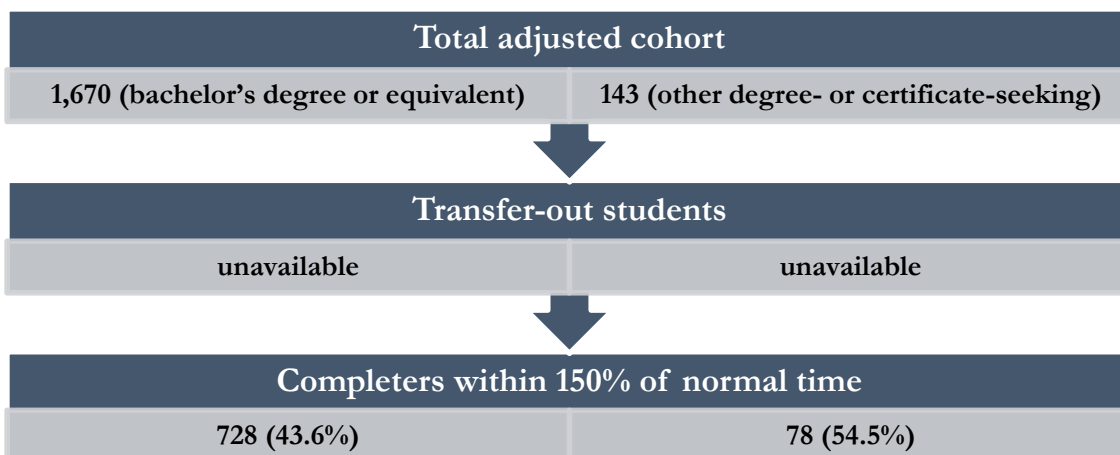 Total adjusted cohort
1,670 (bachelor's degree or equivalent) 143 (other degree- or certificate-seeking)
Transfer-out students
unavailable unavailable
Completers within 150% of normal time
728 (43.6%) 78 (54.5%)